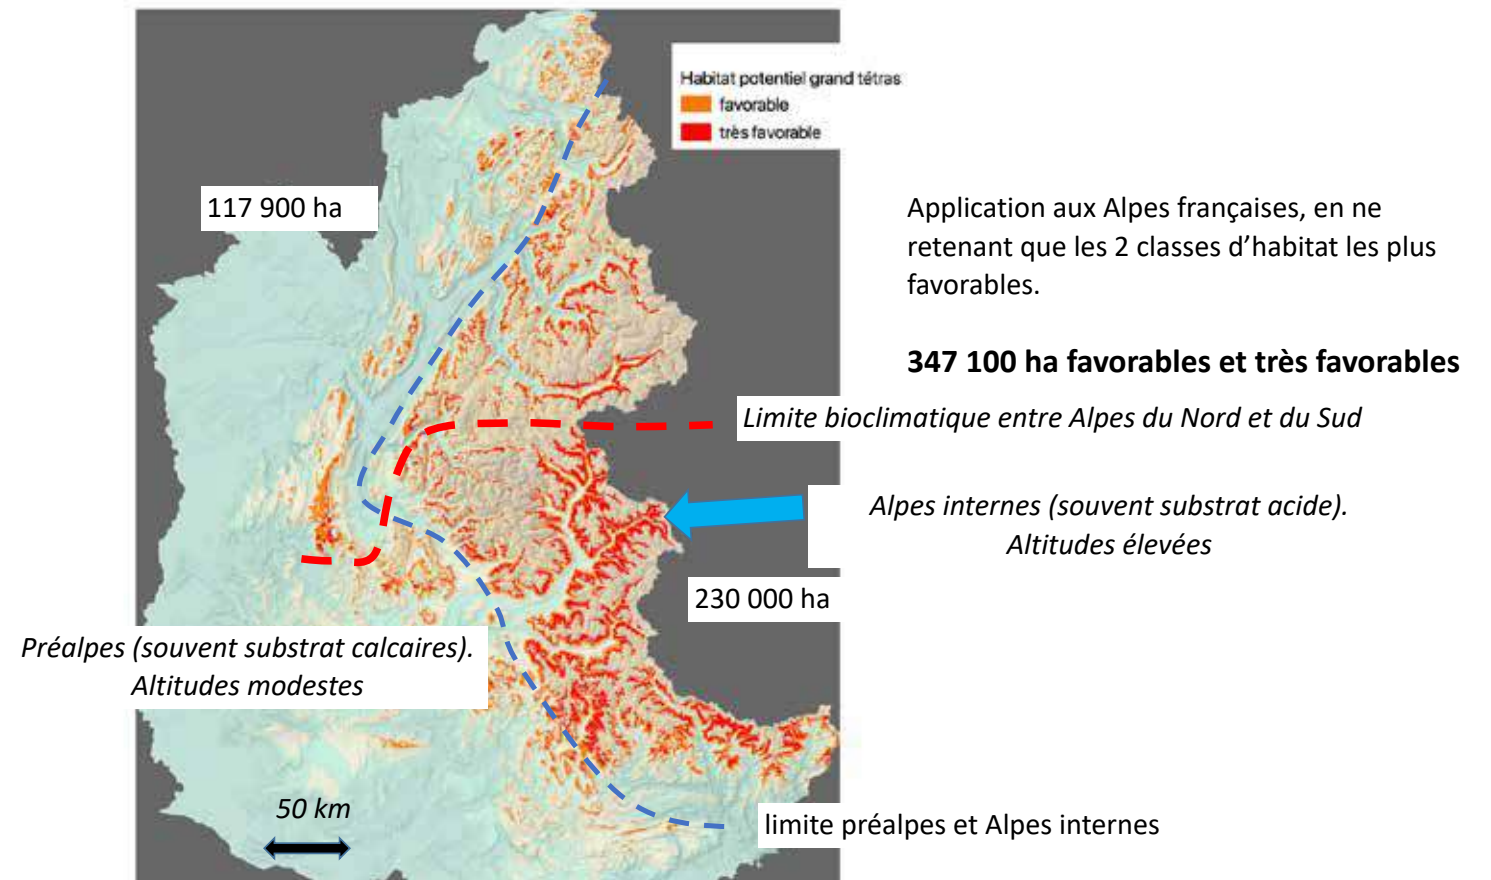 Habitat potentiel grand tétras
favorable
très favorable
117 900 ha
Application aux Alpes françaises, en ne
retenant que les 2 classes d’habitat les plus
favorables.
347 100 ha favorables et très favorables
Limite bioclimatique entre Alpes du Nord et du Sud
Alpes internes (souvent substrat acide).
Altitudes élevées
230 000 ha
Préalpes (souvent substrat calcaires).
Altitudes modestes
50 km
limite préalpes et Alpes internes